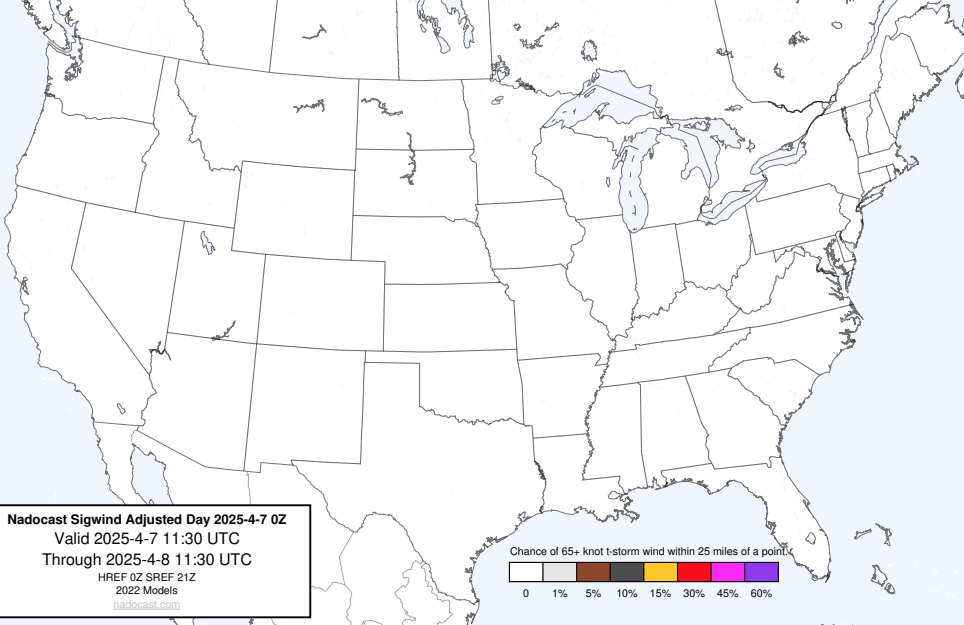 Nadocast Sigwind Adjusted Day 2025-4-7 0Z
Valid 2025-4-7 11:30 UTC
Through 2025-4-8 11:30 UTC
HREF 0Z SREF 21Z
2022 Models
nadocast.com
Chance of 65+ knot t-storm wind within 25 miles of a point.
0 1% 5% 10% 15% 30% 45% 60%